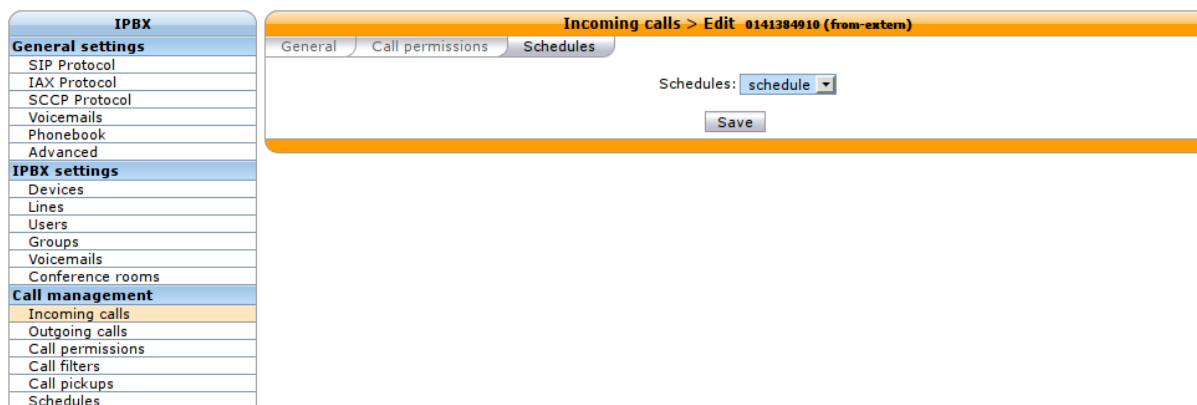 IPBX
General settings
SIP Protocol
IAX Protocol
SCCP Protocol
Voicemails
Phonebook
Advanced
IPBX settings
Devices
Lines
Users
Groups
Voicemails
Conference rooms
Call management
Incoming calls
Outgoing calls
Call permissions
Call filters
Call pickups
Schedules
Incoming calls > Edit 0141384910 (from-extern)
General Call permissions Schedules
Schedules: schedule
Save